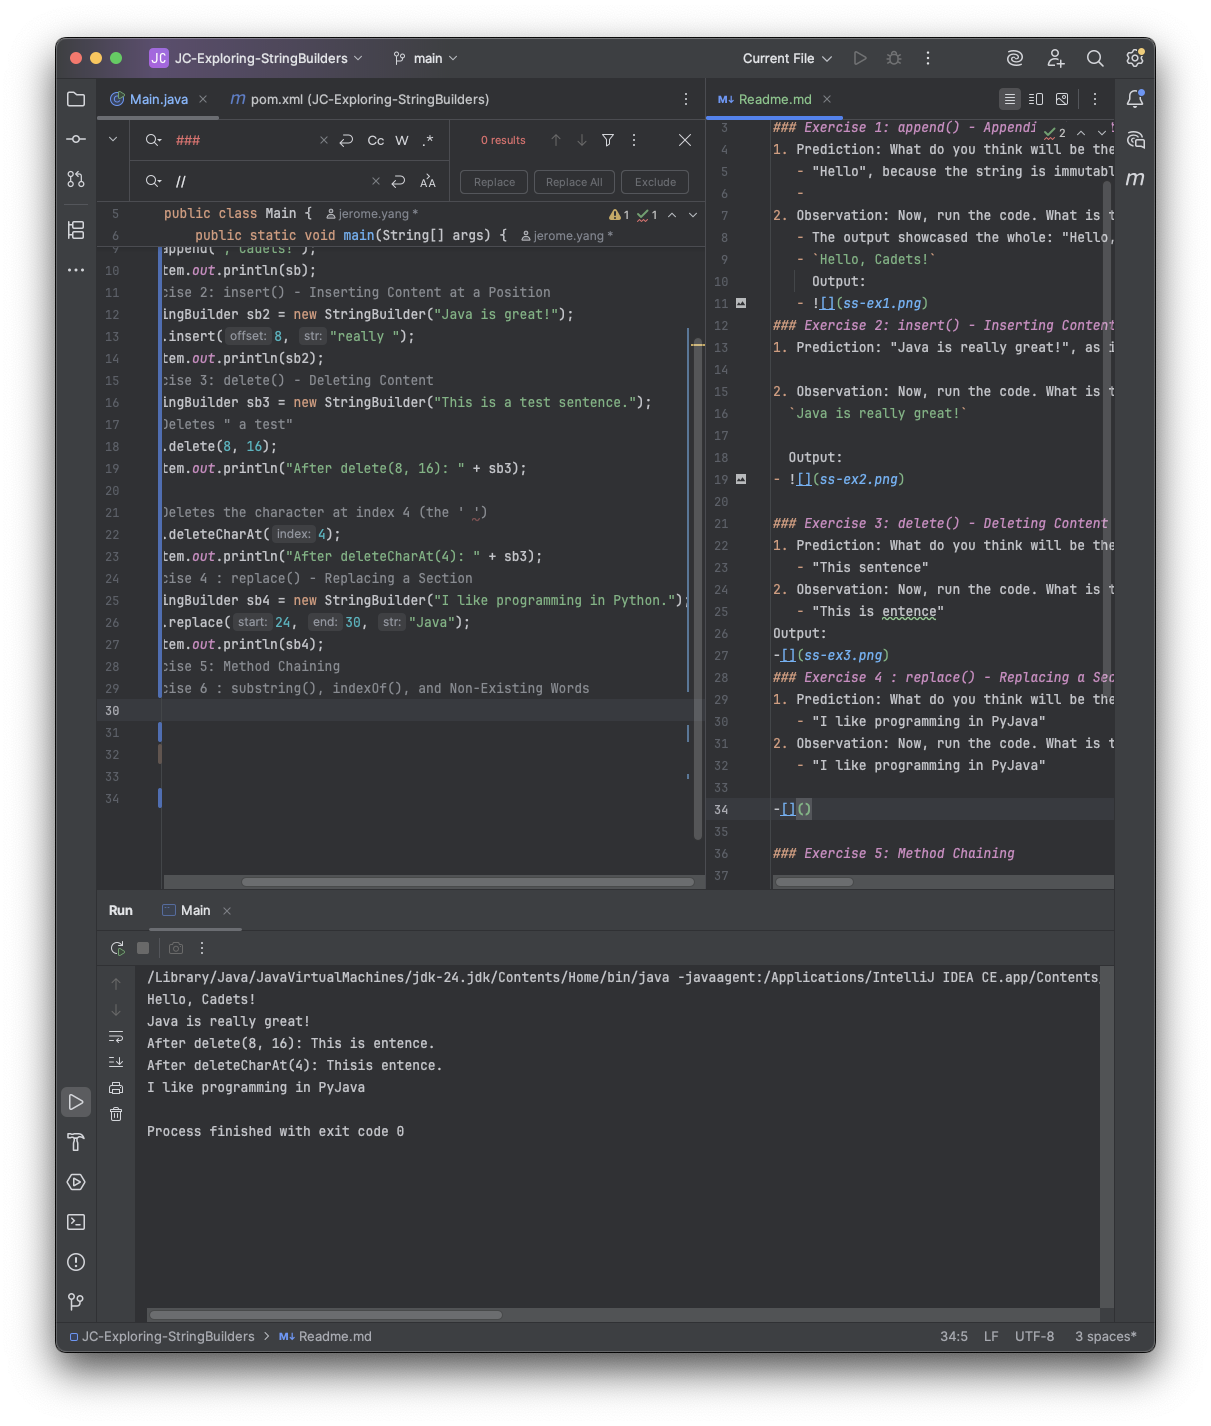 JC JC-Exploring-StringBuilders main Current File
Main.java pom.xml (JC-Exploring-StringBuilders)
### Cc W .* 0 results
// Replace Replace All Exclude
5 public class Main { jerome.yang * 1 1
6 public static void main(String[] args) { jerome.yang *
9 append(", Cadets!");
10 tem.out.println(sb);
11 cise 2: insert() - Inserting Content at a Position
12 ingBuilder sb2 = new StringBuilder("Java is great!");
13 .insert( offset: 8, str: "really ");
14 tem.out.println(sb2);
15 cise 3: delete() - Deleting Content
16 ingBuilder sb3 = new StringBuilder("This is a test sentence.");
17 Deletes " a test"
18 .delete(8, 16);
19 tem.out.println("After delete(8, 16): " + sb3);
20
21 Deletes the character at index 4 (the ' ')
22 .deleteCharAt( index: 4);
23 tem.out.println("After deleteCharAt(4): " + sb3);
24 cise 4 : replace() - Replacing a Section
25 ingBuilder sb4 = new StringBuilder("I like programming in Python.");
26 .replace( start: 24, end: 30, str: "Java");
27 tem.out.println(sb4);
28 cise 5: Method Chaining
29 cise 6 : substring(), indexOf(), and Non-Existing Words
30
31
32
33
34
M↓ Readme.md
3 ### Exercise 1: append() - Appendi 2
4 1. Prediction: What do you think will be the
5 - "Hello", because the string is immutabl
6 -
7 2. Observation: Now, run the code. What is t
8 - The output showcased the whole: "Hello,
9 - `Hello, Cadets!`
10 Output:
11 - ![](ss-ex1.png)
12 ### Exercise 2: insert() - Inserting Content
13 1. Prediction: "Java is really great!", as i
14
15 2. Observation: Now, run the code. What is t
16 `Java is really great!`
17
18 Output:
19 - ![](ss-ex2.png)
20
21 ### Exercise 3: delete() - Deleting Content
22 1. Prediction: What do you think will be the
23 - "This sentence"
24 2. Observation: Now, run the code. What is t
25 - "This is entence"
26 Output:
27 -[](ss-ex3.png)
28 ### Exercise 4 : replace() - Replacing a Sec
29 1. Prediction: What do you think will be the
30 - "I like programming in PyJava"
31 2. Observation: Now, run the code. What is t
32 - "I like programming in PyJava"
33
34 -[]()
35
36 ### Exercise 5: Method Chaining
37
Run Main
/Library/Java/JavaVirtualMachines/jdk-24.jdk/Contents/Home/bin/java -javaagent:/Applications/IntelliJ IDEA CE.app/Contents/
Hello, Cadets!
Java is really great!
After delete(8, 16): This is entence.
After deleteCharAt(4): Thisis entence.
I like programming in PyJava
Process finished with exit code 0
JC-Exploring-StringBuilders > M↓ Readme.md 34:5 LF UTF-8 3 spaces*